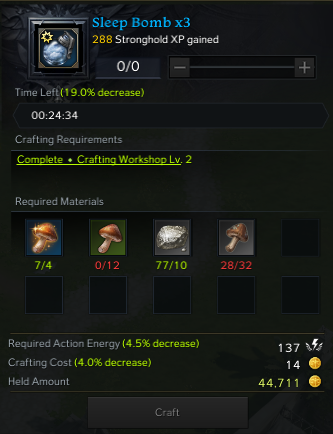 Sleep Bomb x3
288 Stronghold XP gained
0/0
Time Left (19.0% decrease)
00:24:34
Crafting Requirements
Complete • Crafting Workshop Lv. 2
Required Materials
7/4 0/12 77/10 28/32
Required Action Energy (4.5% decrease) 137
Crafting Cost (4.0% decrease) 14
Held Amount 44,711
Craft